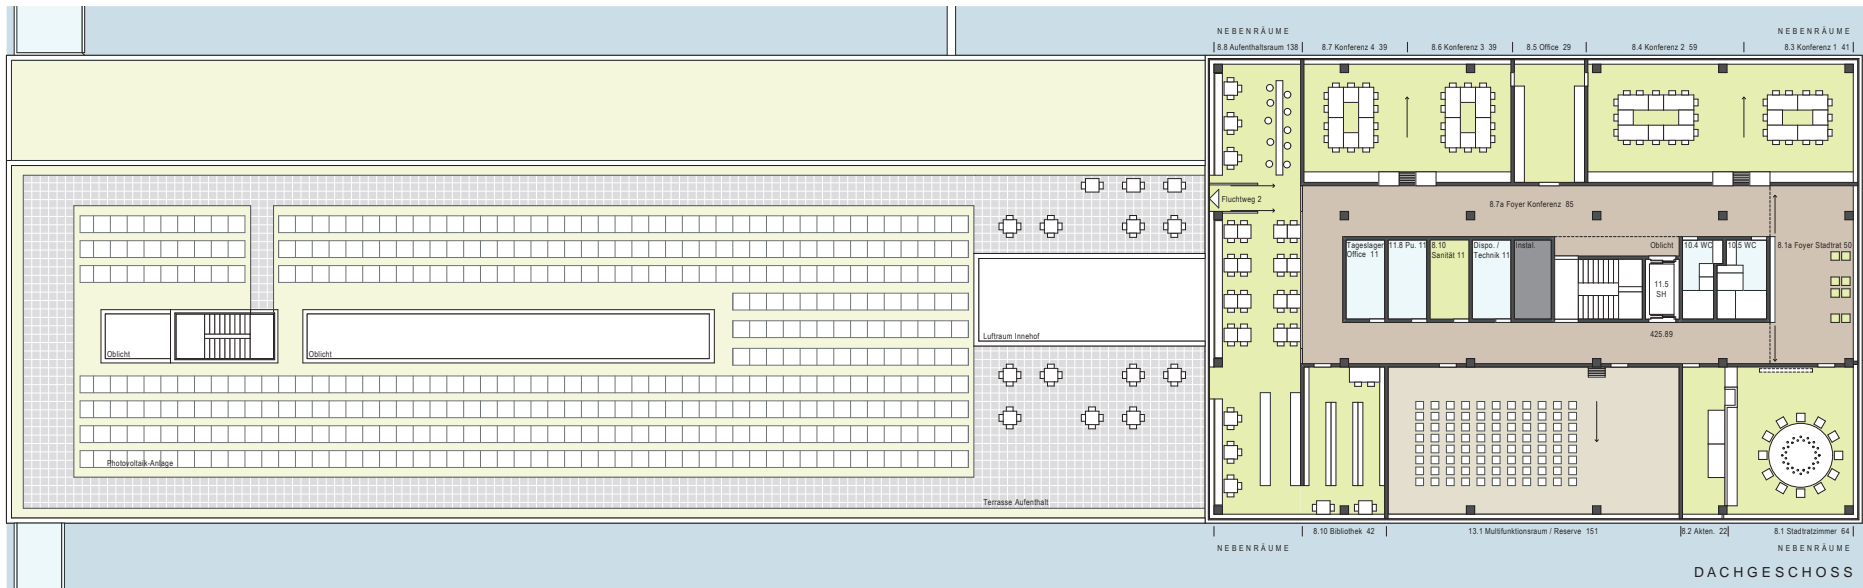 NEBENRÄUME
NEBENRÄUME
8.8 Aufenthaltsraum 138
8.7 Konferenz 4 39
8.6 Konferenz 3 39
8.5 Office 29
8.4 Konferenz 2 59
8.3 Konferenz 1 41
Fluchtweg 2
8.7a Foyer Konferenz 85
Tageslager
Office 11
11.8 Pu. 11
8.10
Sanität 11
Dispo. /
Technik 11
Instal.
Oblicht
10.4 WC
10.5 WC
8.1a Foyer Stadtrat 50
11.5
SH
425.89
Luftraum Innehof
Oblicht
Oblicht
Photovoltaik-Anlage
Terrasse Aufenthalt
8.10 Bibliothek 42
13.1 Multifunktionsraum / Reserve 151
8.2 Akten. 22
8.1 Stadtratzimmer 64
NEBENRÄUME
NEBENRÄUME
DACHGESCHOSS